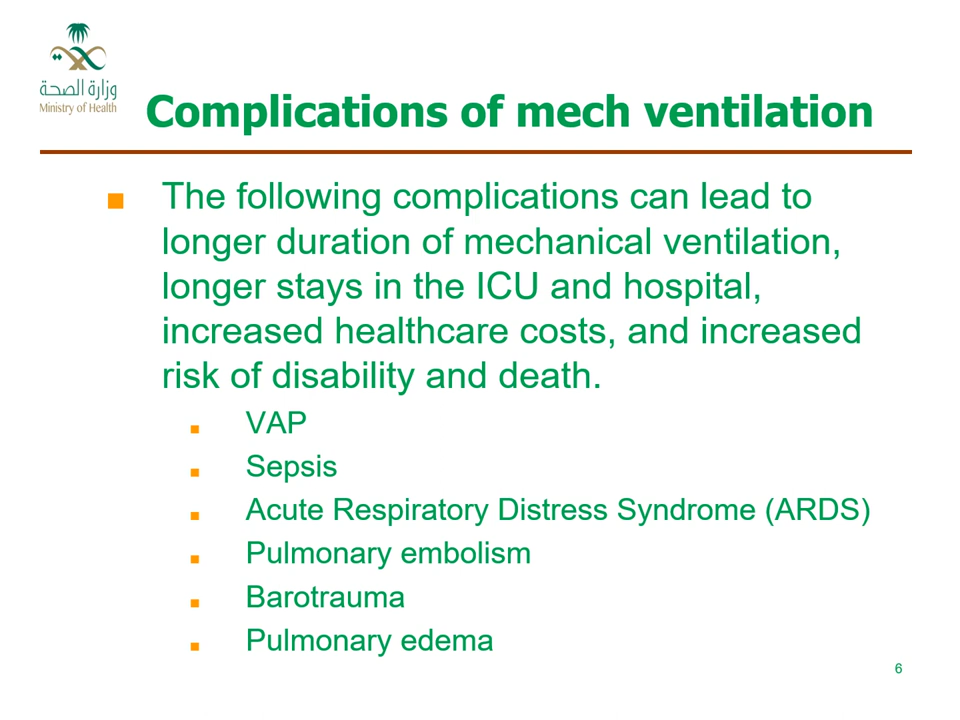 وزارة الصحة
Ministry of Health
Complications of mech ventilation
The following complications can lead to
longer duration of mechanical ventilation,
longer stays in the ICU and hospital,
increased healthcare costs, and increased
risk of disability and death.
VAP
Sepsis
Acute Respiratory Distress Syndrome (ARDS)
Pulmonary embolism
Barotrauma
Pulmonary edema
6